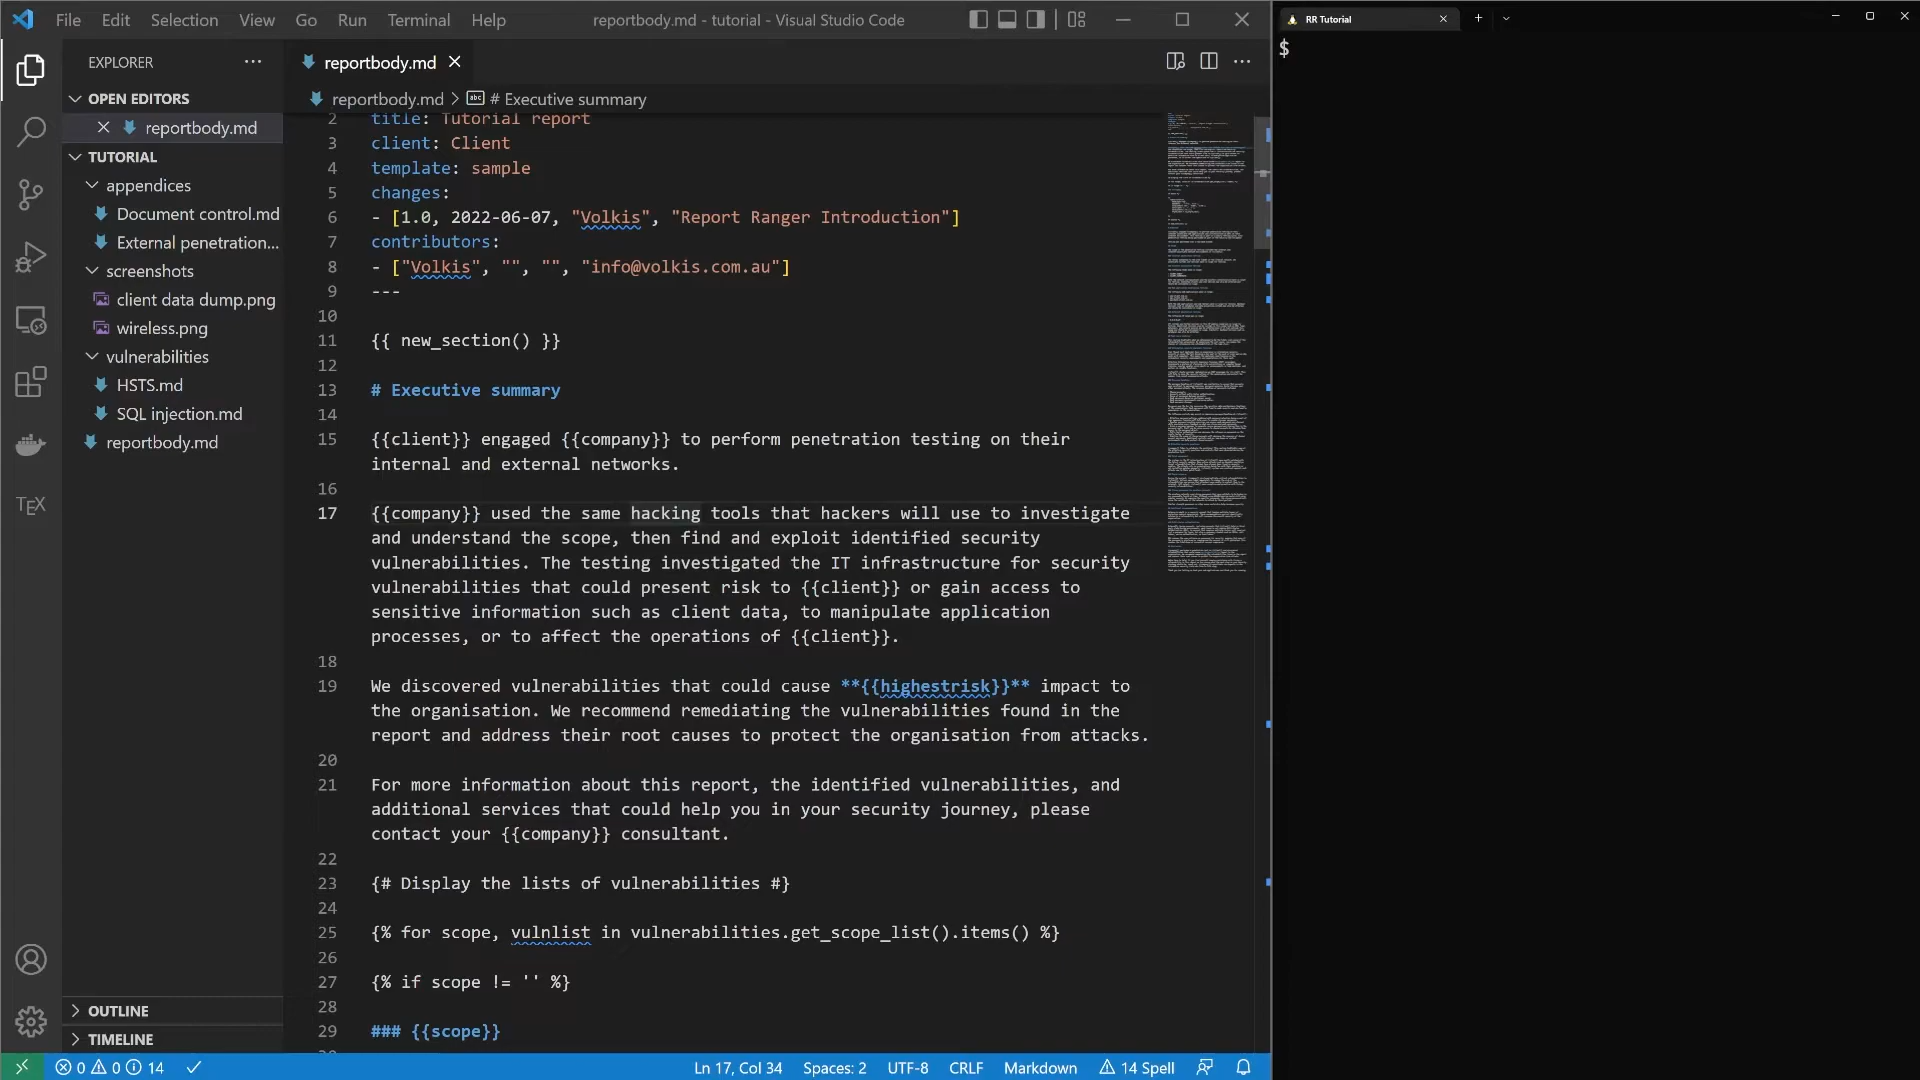 File Edit Selection View Go Run Terminal Help
reportbody.md - tutorial - Visual Studio Code
RR Tutorial
$
EXPLORER
OPEN EDITORS
reportbody.md
TUTORIAL
appendices
Document control.md
External penetration...
screenshots
client data dump.png
wireless.png
vulnerabilities
HSTS.md
SQL injection.md
reportbody.md
OUTLINE
TIMELINE
TEX
reportbody.md
reportbody.md > # Executive summary
2 title: Tutorial report
3 client: Client
4 template: sample
5 changes:
6 - [1.0, 2022-06-07, "Volkis", "Report Ranger Introduction"]
7 contributors:
8 - ["Volkis", "", "", "info@volkis.com.au"]
9 ---
10
11 {{ new_section() }}
12
13 # Executive summary
14
15 {{client}} engaged {{company}} to perform penetration testing on their
internal and external networks.
16
17 {{company}} used the same hacking tools that hackers will use to investigate
and understand the scope, then find and exploit identified security
vulnerabilities. The testing investigated the IT infrastructure for security
vulnerabilities that could present risk to {{client}} or gain access to
sensitive information such as client data, to manipulate application
processes, or to affect the operations of {{client}}.
18
19 We discovered vulnerabilities that could cause **{{highestrisk}}** impact to
the organisation. We recommend remediating the vulnerabilities found in the
report and address their root causes to protect the organisation from attacks.
20
21 For more information about this report, the identified vulnerabilities, and
additional services that could help you in your security journey, please
contact your {{company}} consultant.
22
23 {# Display the lists of vulnerabilities #}
24
25 {% for scope, vulnlist in vulnerabilities.get_scope_list().items() %}
26
27 {% if scope != '' %}
28
29 ### {{scope}}
0 0 14
Ln 17, Col 34 Spaces: 2 UTF-8 CRLF Markdown 14 Spell